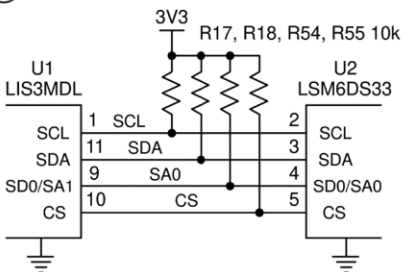 3V3
R17, R18, R54, R55 10k
U1
LIS3MDL
U2
LSM6DS33
SCL 1 SCL 2 SCL
SDA 11 SDA 3 SDA
SD0/SA1 9 SA0 4 SD0/SA0
CS 10 CS 5 CS